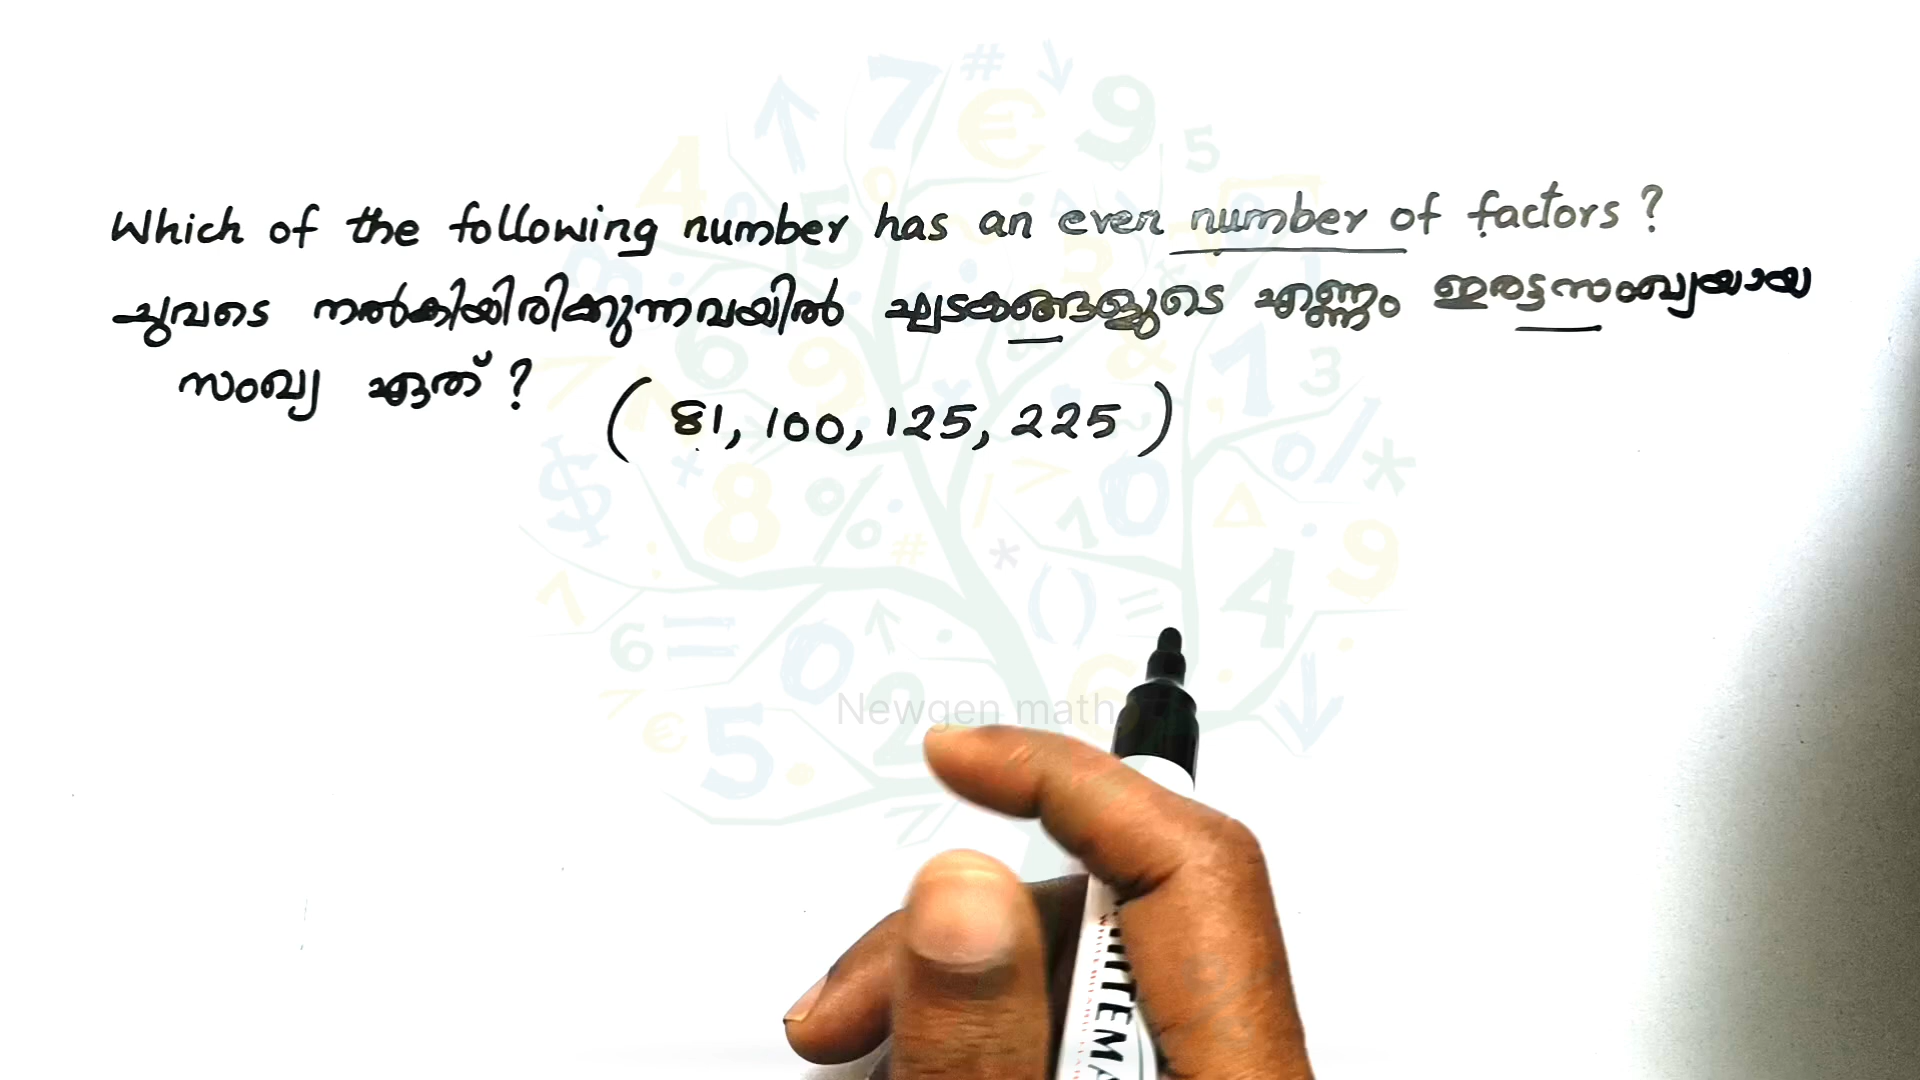 Which of the following number has an even number of factors ?
ചുവടെ നൽകിയിരിക്കുന്നവയിൽ ഘടകങ്ങളുടെ എണ്ണം ഇരട്ടസംഖ്യയായ
സംഖ്യ ഏത് ?
( 81, 100, 125, 225 )
Newgen math